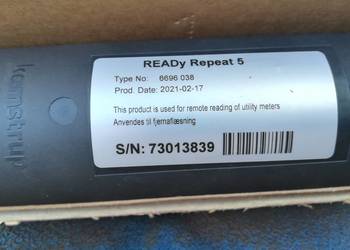 kamstrup
READy Repeat 5
Type No: 6696 038
Prod. Date: 2021-02-17
This product is used for remote reading of utility meters
Anvendes til fjernaflæsning
S/N: 73013839